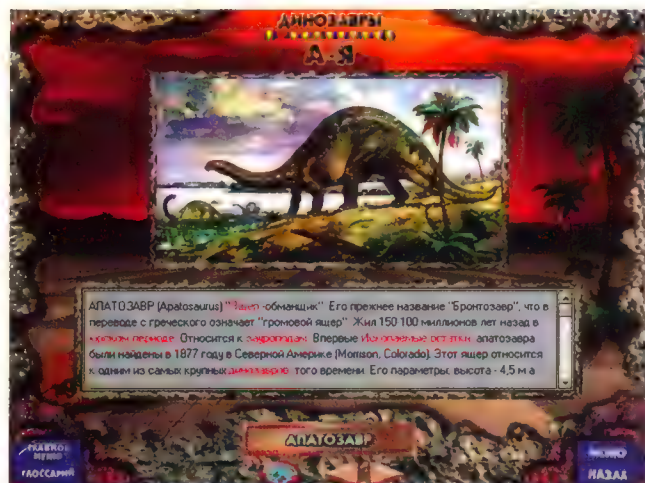 ДИНОЗАВРЫ
А-Я
АПАТОЗАВР (Apatosaurus) "Ящер-обманщик" Его прежнее название "Бронтозавр", что в
переводе с греческого означает "громовой ящер" Жил 150 100 миллионов лет назад в
юрском периоде Относится к зауроподам Впервые Ископаемые остатки апатозавра
были найдены в 1877 году в Северной Америке (Morrison, Colorado) Этот ящер относится
к одним из самых крупных динозавров того времени Его параметры, высота - 4,5 м а
АПАТОЗАВР
ГЛАВНОЕ
МЕНЮ
ГЛОССАРИЙ
НАЗАД